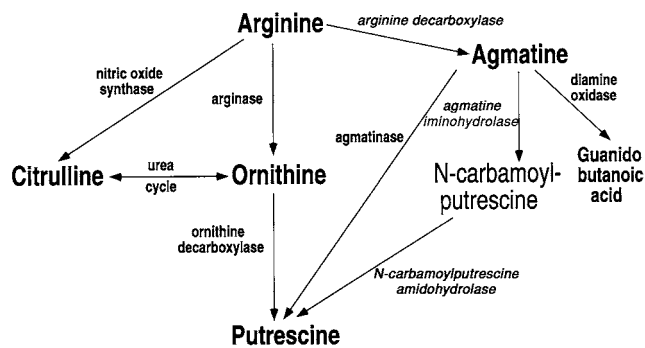 Arginine
arginine decarboxylase
Agmatine
nitric oxide
synthase
arginase
agmatinase
agmatine
iminohydrolase
diamine
oxidase
Citrulline
urea
cycle
Ornithine
N-carbamoyl-
putrescine
Guanido
butanoic
acid
ornithine
decarboxylase
N-carbamoylputrescine
amidohydrolase
Putrescine